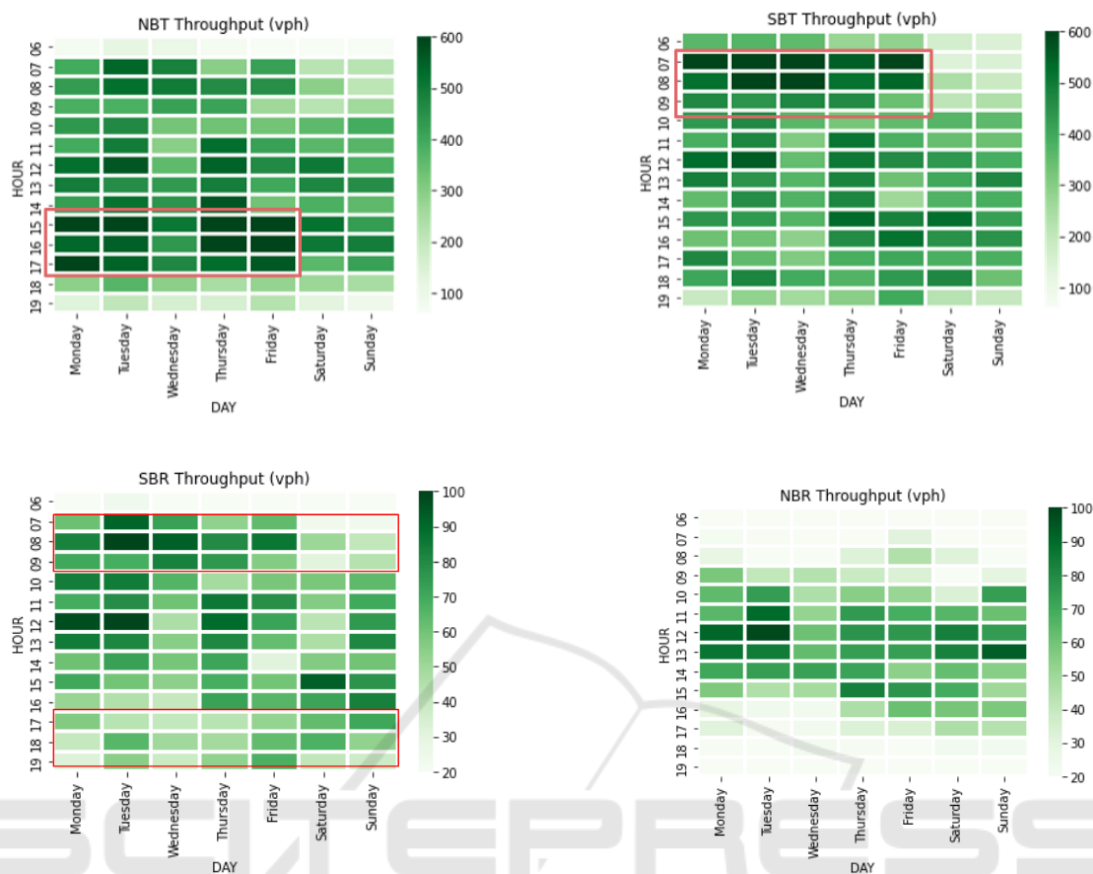 NBT Throughput (vph)
HOUR
06
07
08
09
10
11
12
13
14
15
16
17
18
19
Monday
Tuesday
Wednesday
Thursday
Friday
Saturday
Sunday
DAY
600
500
400
300
200
100
SBT Throughput (vph)
HOUR
06
07
08
09
10
11
12
13
14
15
16
17
18
19
Monday
Tuesday
Wednesday
Thursday
Friday
Saturday
Sunday
DAY
600
500
400
300
200
100
SBR Throughput (vph)
HOUR
06
07
08
09
10
11
12
13
14
15
16
17
18
19
Monday
Tuesday
Wednesday
Thursday
Friday
Saturday
Sunday
DAY
100
90
80
70
60
50
40
30
20
NBR Throughput (vph)
HOUR
06
07
08
09
10
11
12
13
14
15
16
17
18
19
Monday
Tuesday
Wednesday
Thursday
Friday
Saturday
Sunday
DAY
100
90
80
70
60
50
40
30
20
SCITEPRESS